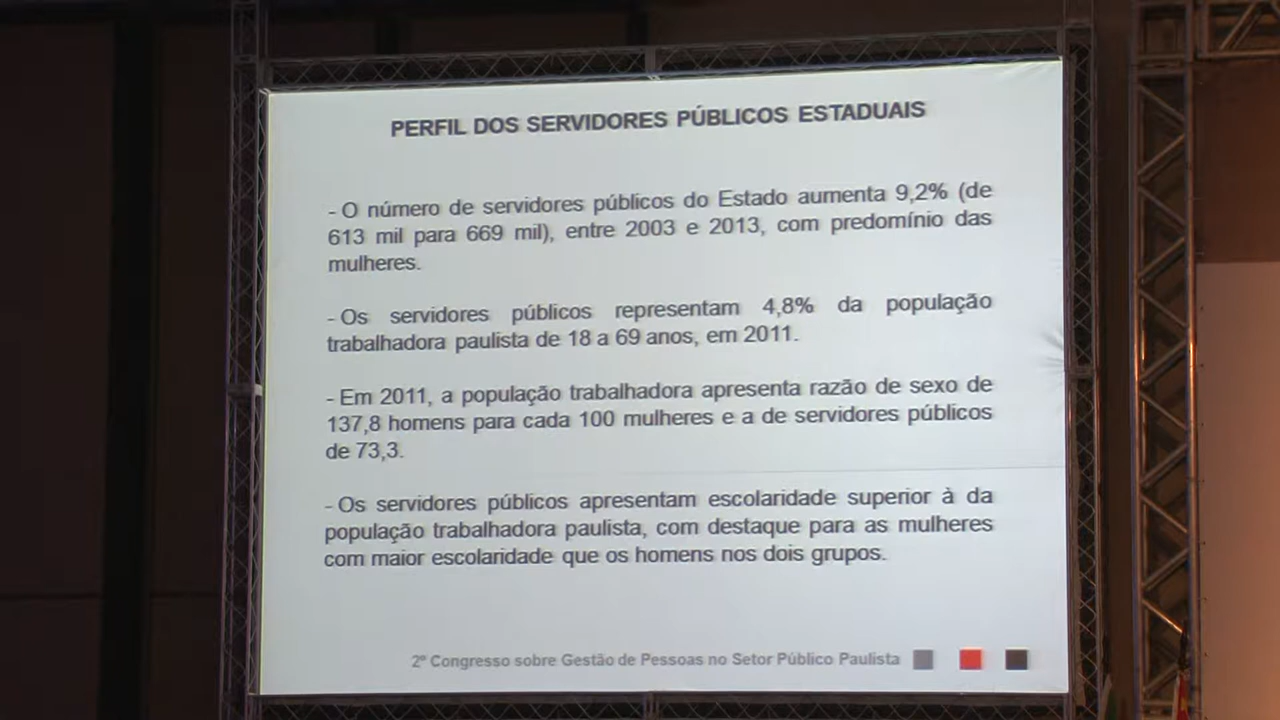 PERFIL DOS SERVIDORES PÚBLICOS ESTADUAIS
- O número de servidores públicos do Estado aumenta 9,2% (de
613 mil para 669 mil), entre 2003 e 2013, com predomínio das
mulheres.
- Os servidores públicos representam 4,8% da população
trabalhadora paulista de 18 a 69 anos, em 2011.
- Em 2011, a população trabalhadora apresenta razão de sexo de
137,8 homens para cada 100 mulheres e a de servidores públicos
de 73,3.
- Os servidores públicos apresentam escolaridade superior à da
população trabalhadora paulista, com destaque para as mulheres
com maior escolaridade que os homens nos dois grupos.
2º Congresso sobre Gestão de Pessoas no Setor Público Paulista